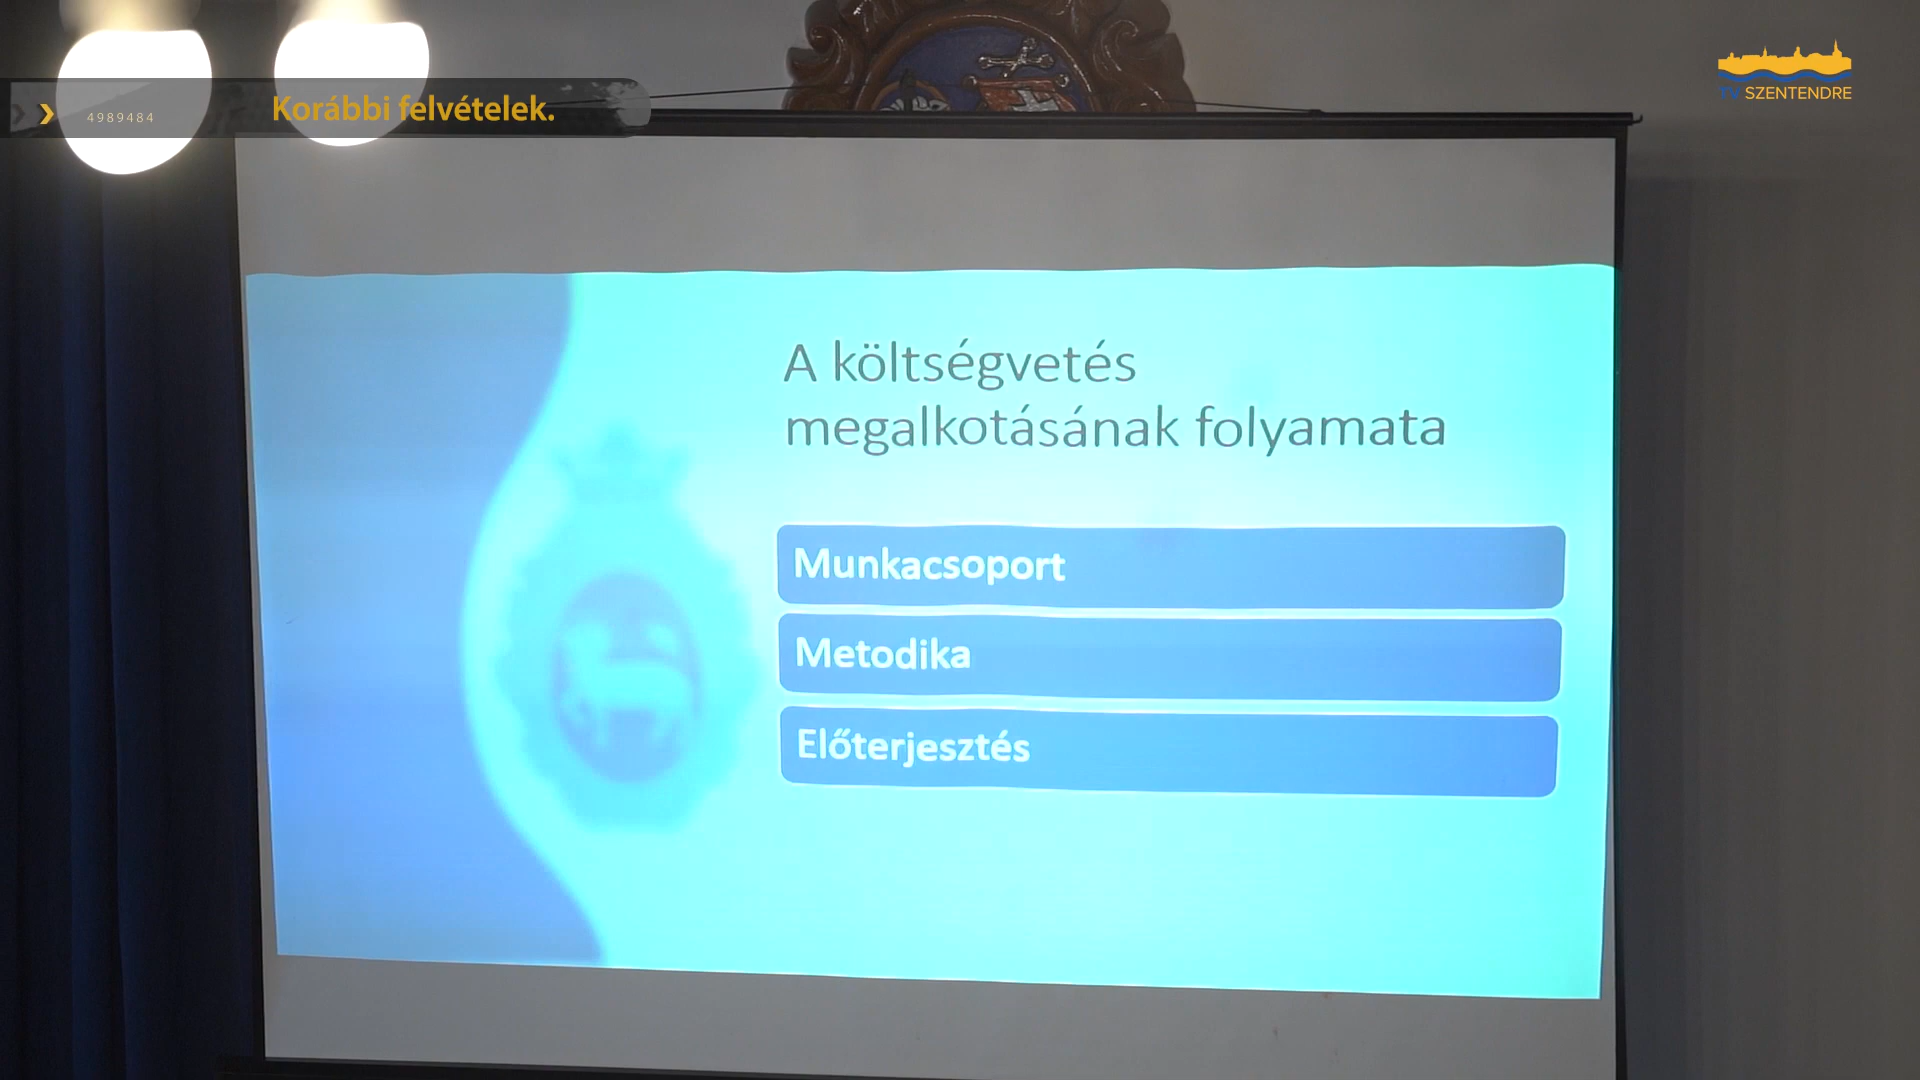 4989484
Korábbi felvételek.
TV SZENTENDRE
A költségvetés
megalkotásának folyamata
Munkacsoport
Metodika
Előterjesztés